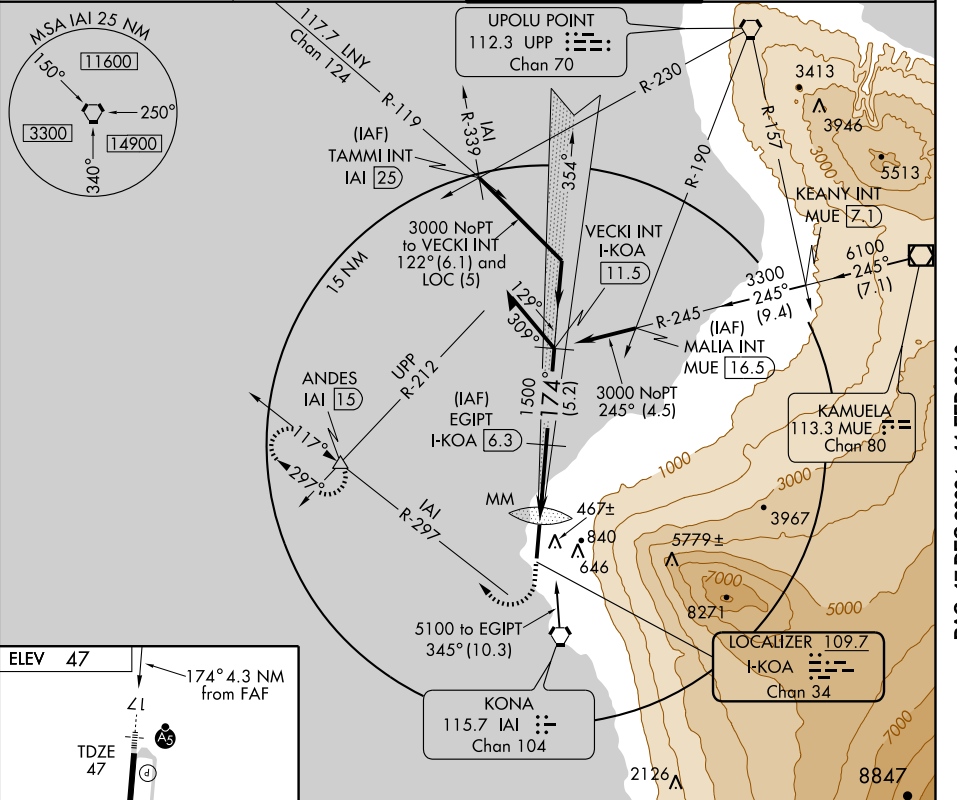 MSA IAI 25 NM
150°
11600
250°
3300
14900
340°
117.7 LNY
Chan 124
R-119
UPOLU POINT
112.3 UPP
Chan 70
R-230
IAI
R-339
(IAF)
TAMMI INT
IAI 25
354°
R-190
R-157
3413
3946
3000
5513
KEANY INT
MUE 7.1
6100
245°
(7.1)
3000 NoPT
to VECKI INT
122° (6.1) and
LOC (5)
VECKI INT
I-KOA
11.5
15 NM
129°
309°
3300
245°
(9.4)
R-245
(IAF)
MALIA INT
MUE 16.5
3000 NoPT
245° (4.5)
UPP
R-212
ANDES
IAI 15
(IAF)
EGIPT
I-KOA 6.3
1500
174°
(5.2)
117°
297°
IAI
R-297
KAMUELA
113.3 MUE
Chan 80
1000
3000
MM
467±
840
646
3967
5779±
7000
8271
5000
5100 to EGIPT
345° (10.3)
LOCALIZER 109.7
I-KOA
Chan 34
KONA
115.7 IAI
Chan 104
7000
2126
8847
ELEV 47
174° 4.3 NM
from FAF
17
A5
TDZE
47
P